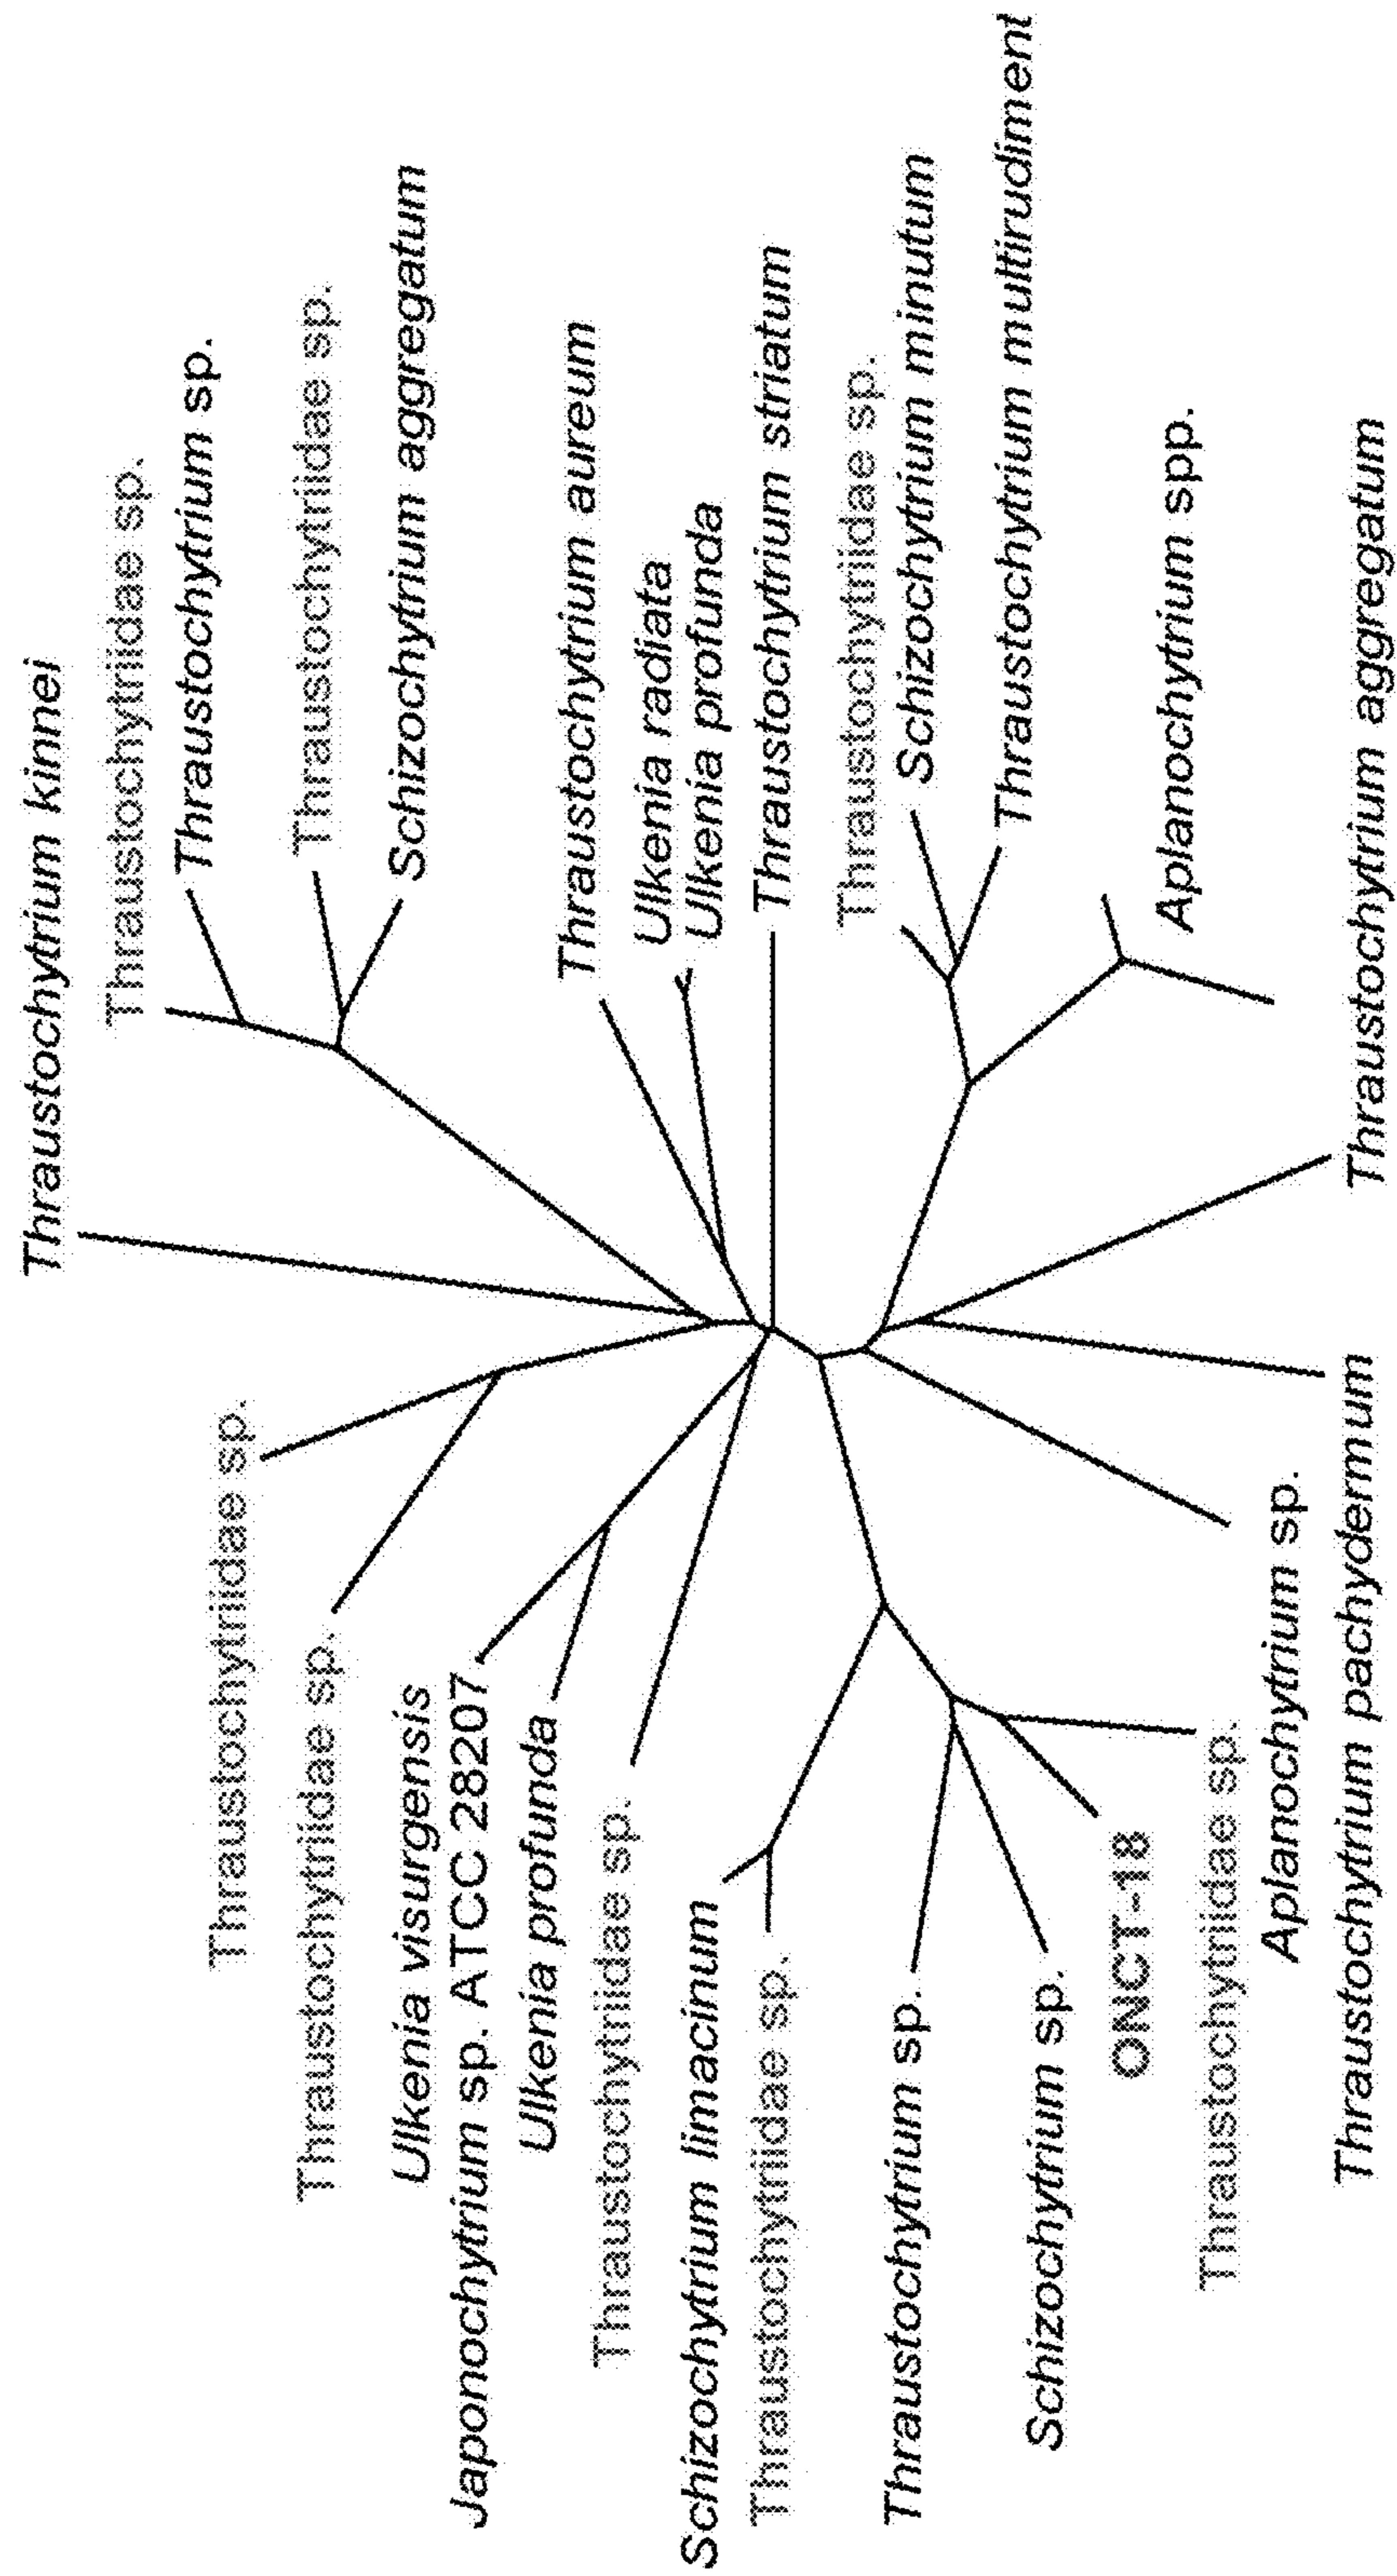 Thraustochytrium kinnei
Thraustochytriidae sp.
Thraustochytrium sp.
Thraustochytriidae sp.
Schizochytrium aggregatum
Thraustochytrium aureum
Ulkenia radiata
Ulkenia profunda
Thraustochytrium striatum
Thraustochytriidae sp.
Schizochytrium minutum
Thraustochytrium multirudiment
Aplanochytrium spp.
Thraustochytrium aggregatum
Thraustochytriidae sp.
Thraustochytriidae sp.
Ulkenia visurgensis
Japonochytrium sp. ATCC 28207
Ulkenia profunda
Thraustochytriidae sp.
Schizochytrium limacinum
Thraustochytriidae sp.
Thraustochytrium sp.
Schizochytrium sp.
ONCT-18
Thraustochytriidae sp.
Aplanochytrium sp.
Thraustochytrium pachydermum